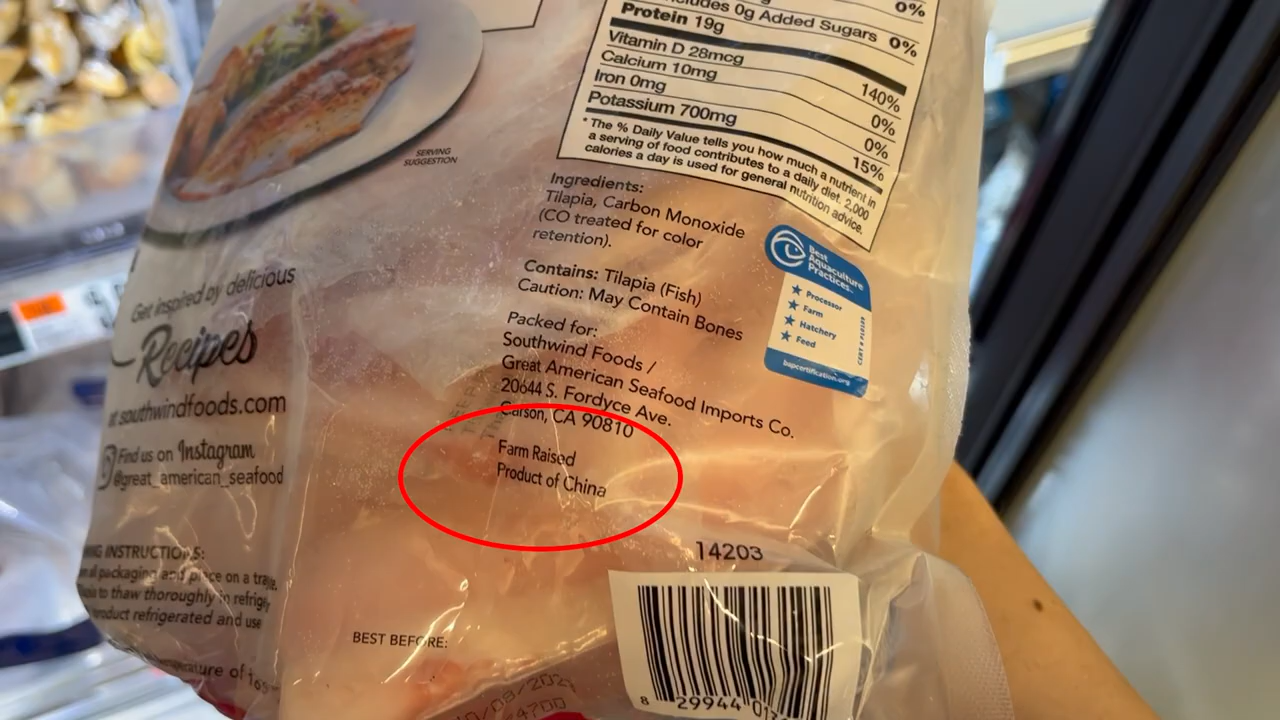 SERVING
SUGGESTION
Get inspired by delicious
Recipes
at southwindfoods.com
Find us on Instagram
@great_american_seafood
INSTRUCTIONS:
all packaging and place on a
to thaw thoroughly in
product refrigerated and use
of 165
0%
Includes 0g Added Sugars 0%
Protein 19g
Vitamin D 28mcg 140%
Calcium 10mg 0%
Iron 0mg 0%
Potassium 700mg 15%
* The % Daily Value tells you how much a nutrient in
a serving of food contributes to a daily diet. 2,000
calories a day is used for general nutrition advice.
Ingredients:
Tilapia, Carbon Monoxide
(CO treated for color
retention).
Contains: Tilapia (Fish)
Caution: May Contain Bones
Packed for:
Southwind Foods /
Great American Seafood Imports Co.
20644 S. Fordyce Ave.
Carson, CA 90810
Farm Raised
Product of China
Best
Aquaculture
Practices
Processor
Farm
Hatchery
Feed
bapcertification.org
14203
8 29944
BEST BEFORE: